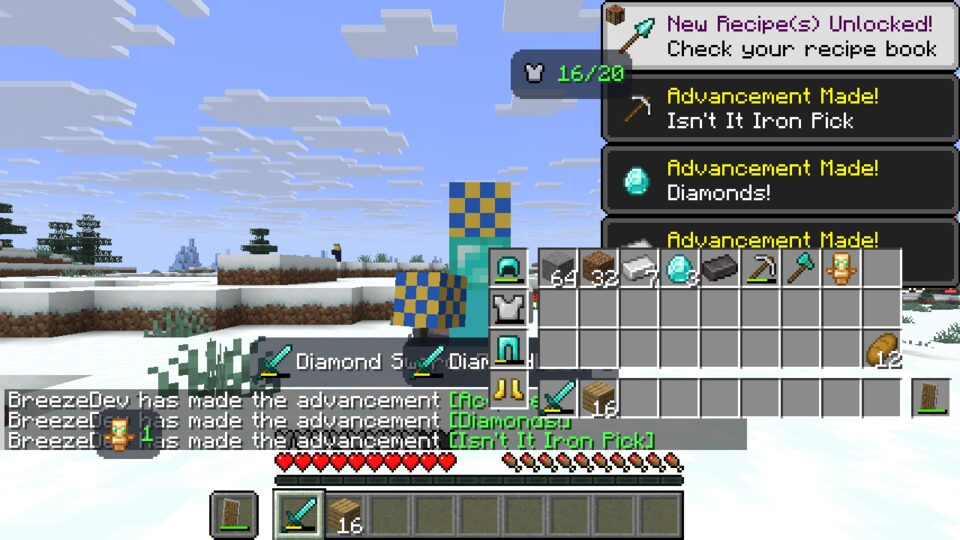 New Recipe(s) Unlocked!
Check your recipe book
16/20
Advancement Made!
Isn't It Iron Pick
Advancement Made!
Diamonds!
Advancement Made!
64
32
7
3
12
Diamond
BreezeDev has made the advancement
BreezeDev has made the advancement [Diamonds!]
has made the advancement [Isn't It Iron Pick]
1
16
16